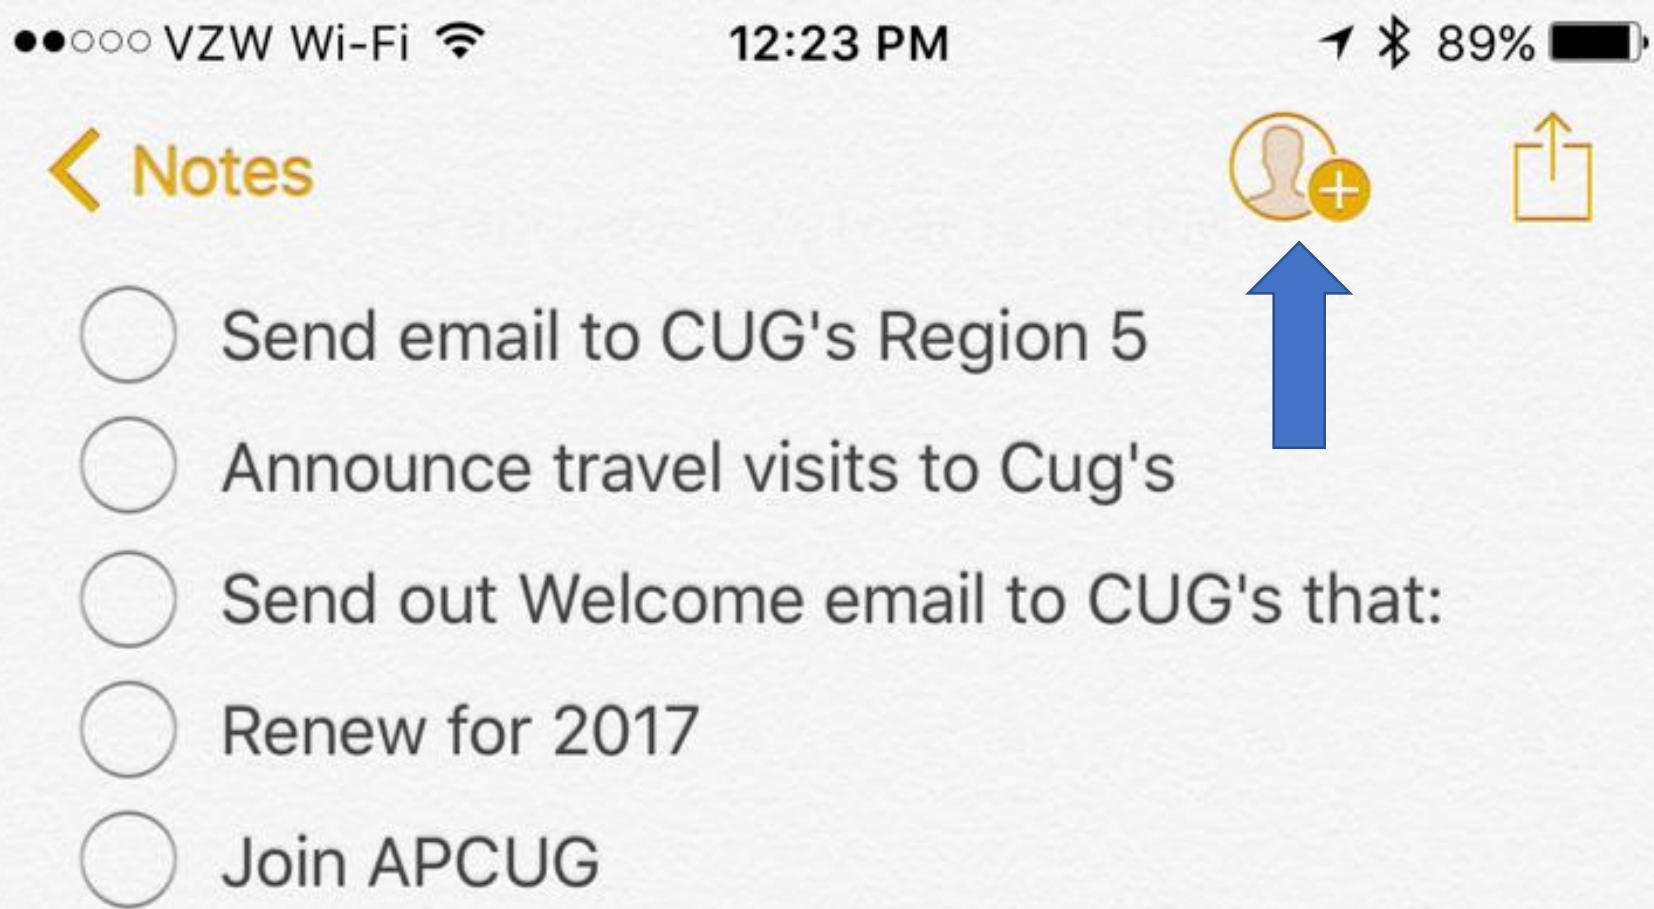 VZW Wi-Fi 12:23 PM 89%
Notes
Send email to CUG's Region 5
Announce travel visits to Cug's
Send out Welcome email to CUG's that:
Renew for 2017
Join APCUG